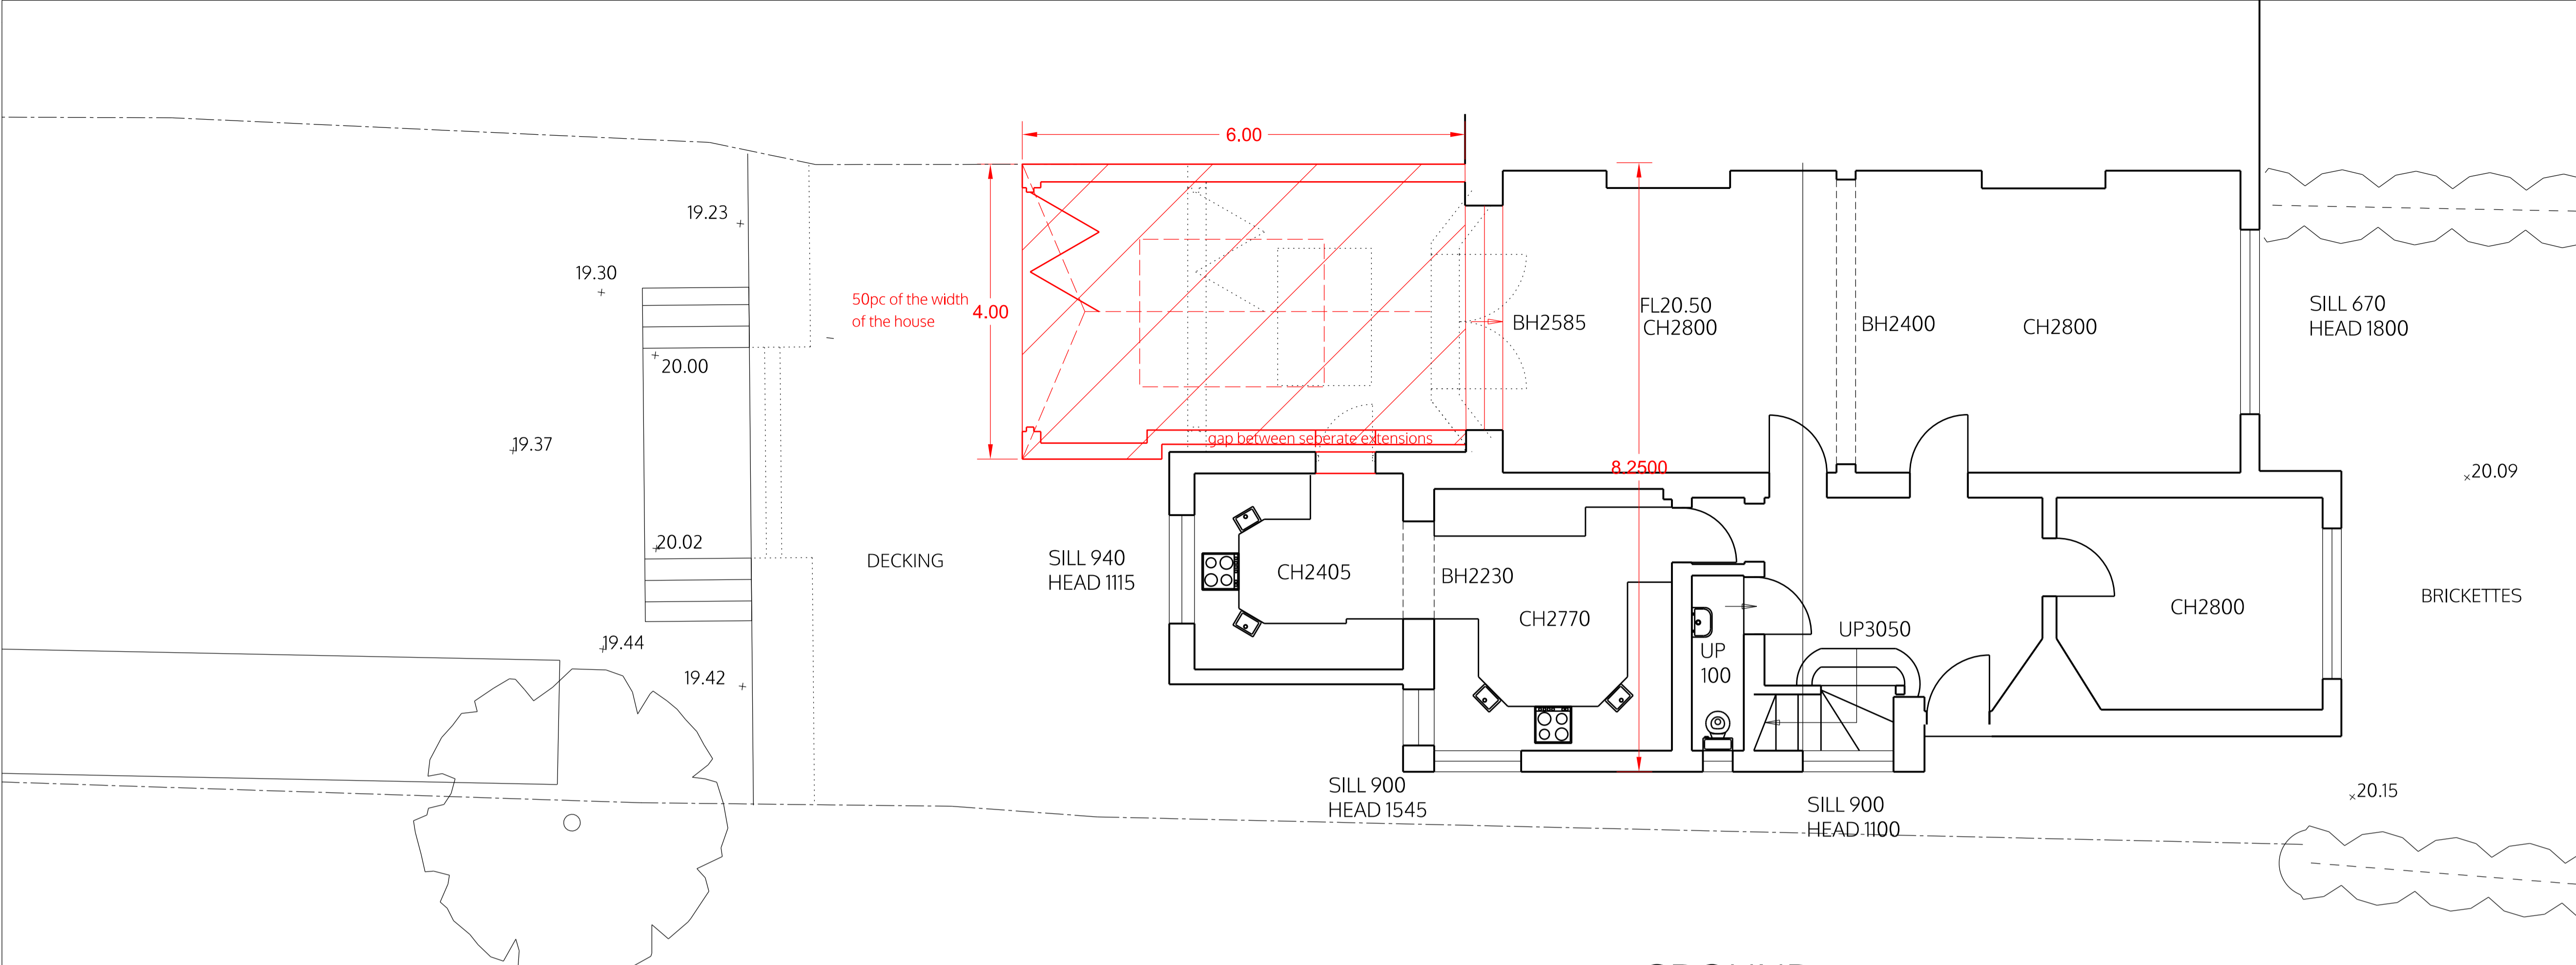 6.00
19.23
19.30
50pc of the width
of the house
4.00
20.00
19.37
20.02
19.44
19.42
DECKING
gap between seberate extensions
BH2585
FL20.50
CH2800
BH2400
CH2800
SILL 670
HEAD 1800
8.2500
20.09
SILL 940
HEAD 1115
CH2405
BH2230
CH2770
UP
100
UP3050
CH2800
BRICKETTES
SILL 900
HEAD 1545
SILL 900
HEAD 1100
20.15